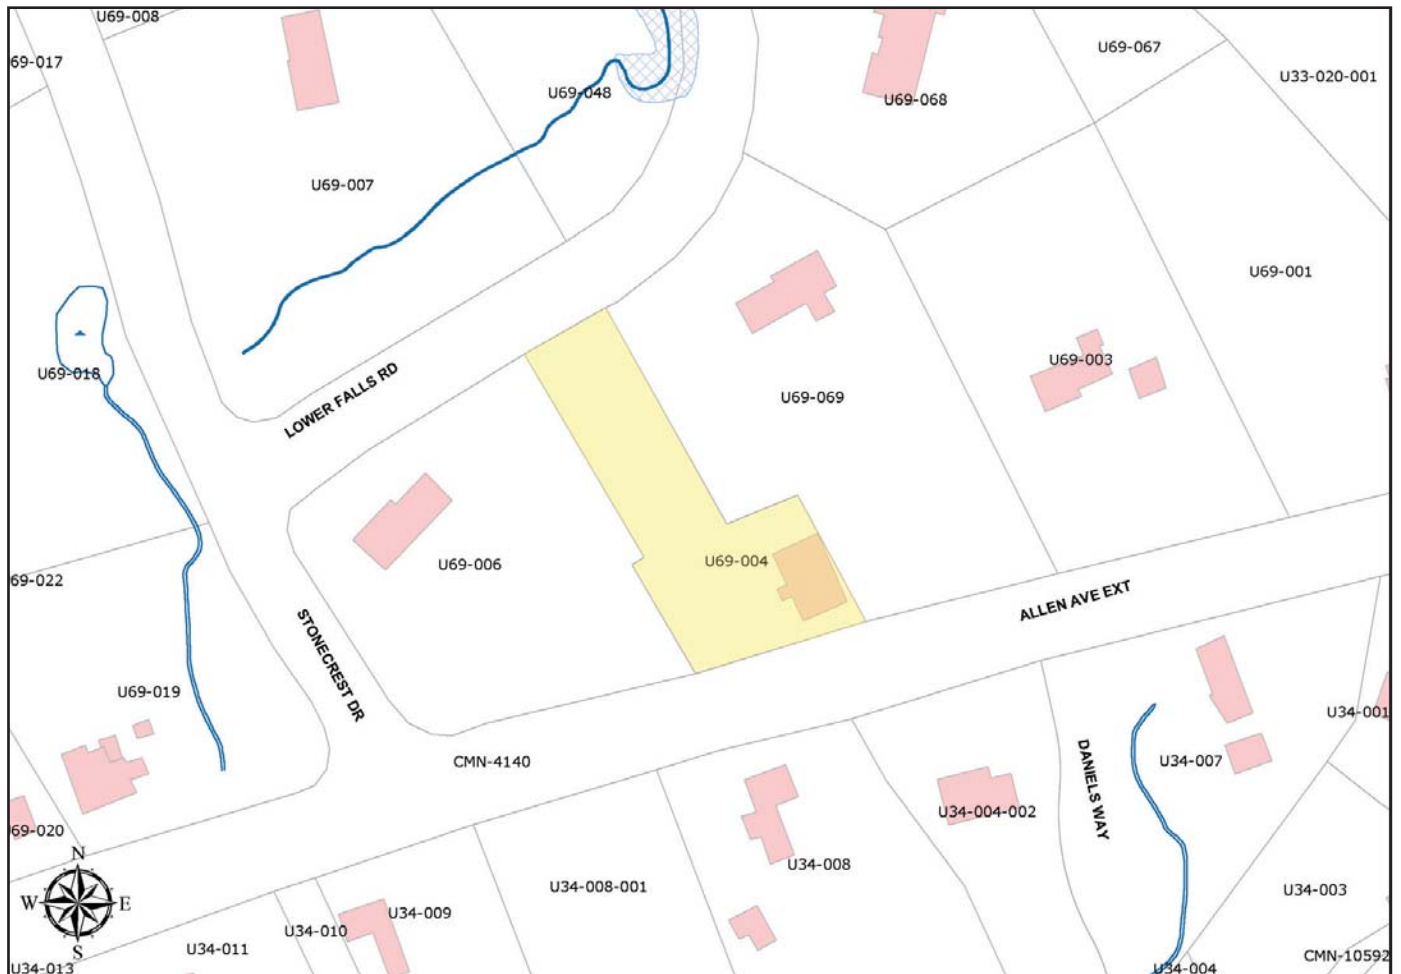 U69-008
69-017
U69-067
U33-020-001
U69-048
U69-068
U69-007
U69-001
U69-003
U69-018
LOWER FALLS RD
U69-069
U69-004
U69-006
69-022
ALLEN AVE EXT
STONECREST DR
U69-019
U34-001
CMN-4140
U34-007
DANIELS WAY
U34-004-002
69-020
N
W E
S
U34-008
U34-008-001
U34-003
U34-009
U34-010
U34-011
CMN-10592
U34-013
U34-004